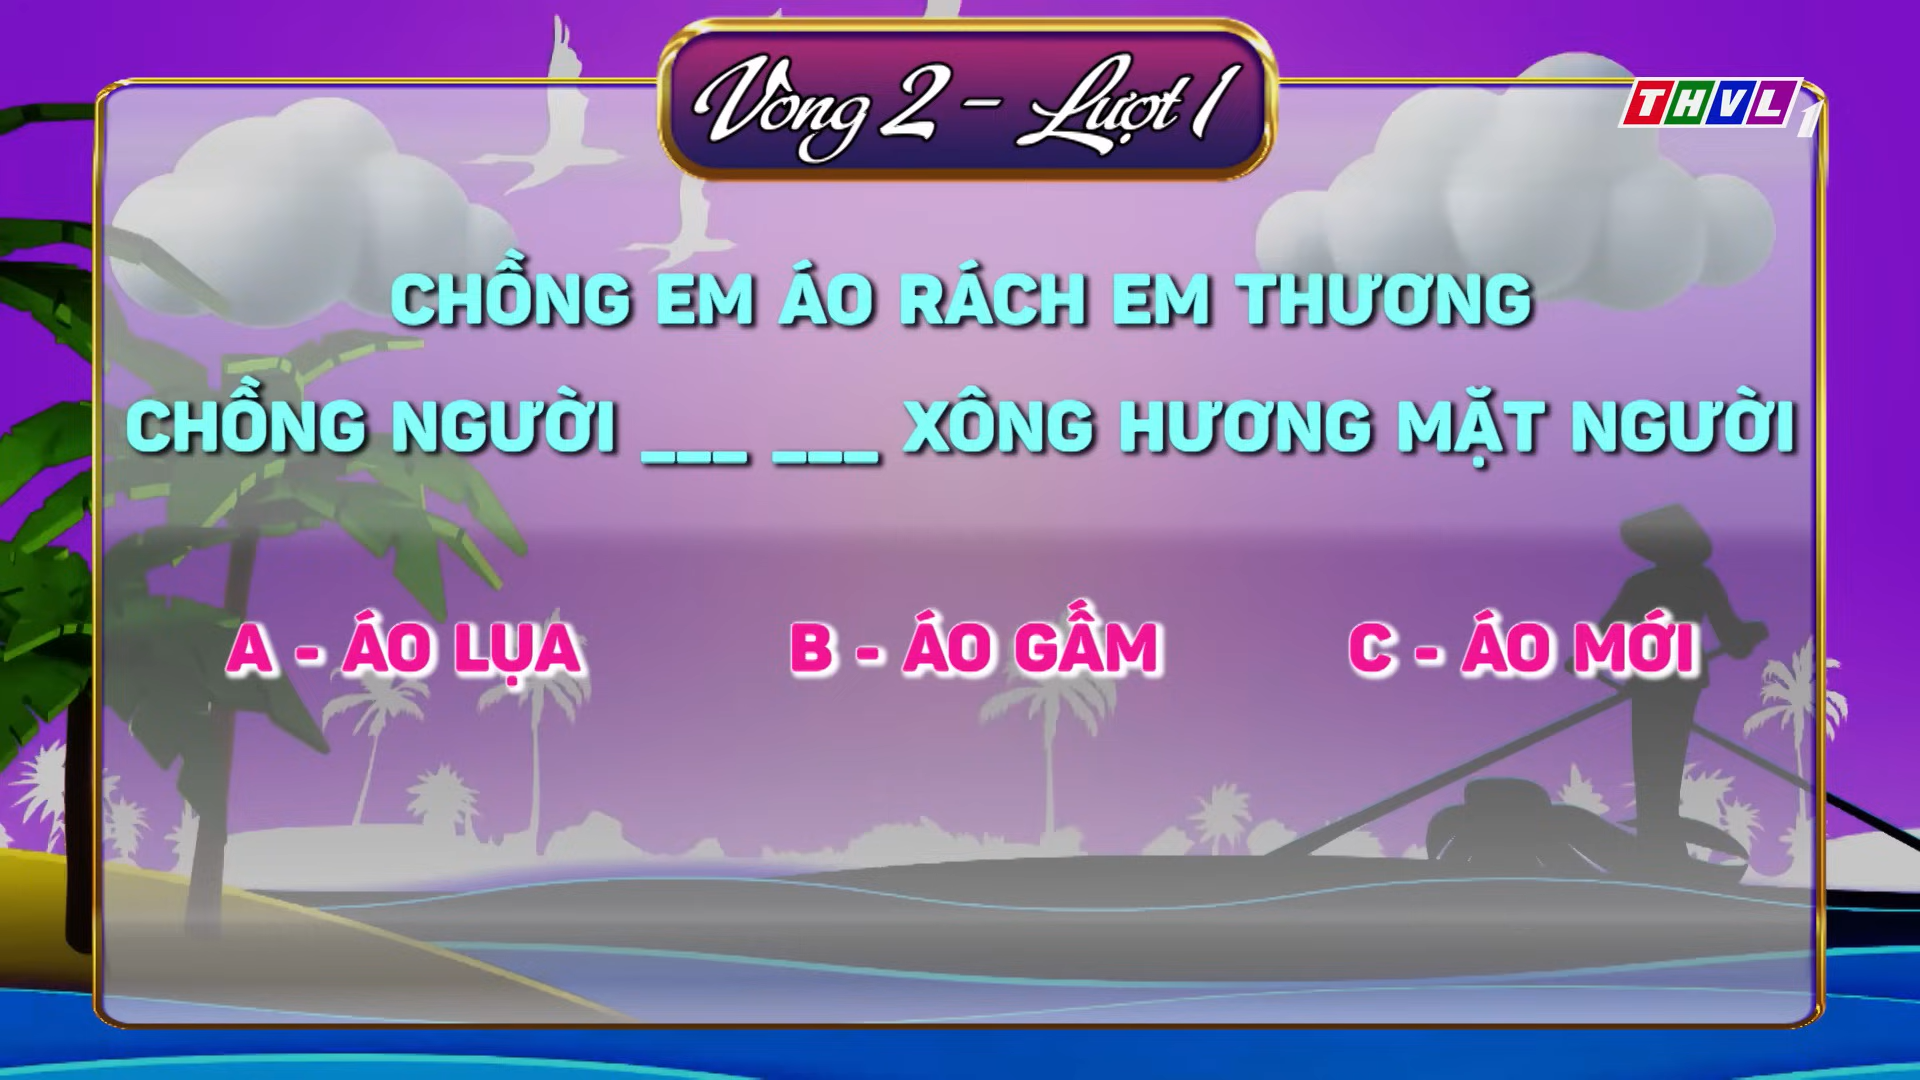 Vòng 2 - Lượt 1
THVL1
CHỒNG EM ÁO RÁCH EM THƯƠNG
CHỒNG NGƯỜI ___ ___ XÔNG HƯƠNG MẶT NGƯỜI
A - ÁO LỤA
B - ÁO GẤM
C - ÁO MỚI